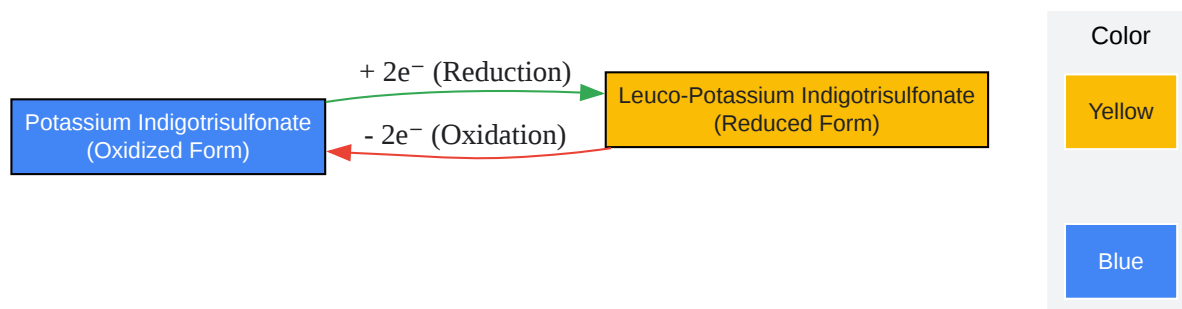 + 2e⁻ (Reduction)
- 2e⁻ (Oxidation)
Potassium Indigotrisulfonate
(Oxidized Form)
Leuco-Potassium Indigotrisulfonate
(Reduced Form)
Color
Yellow
Blue